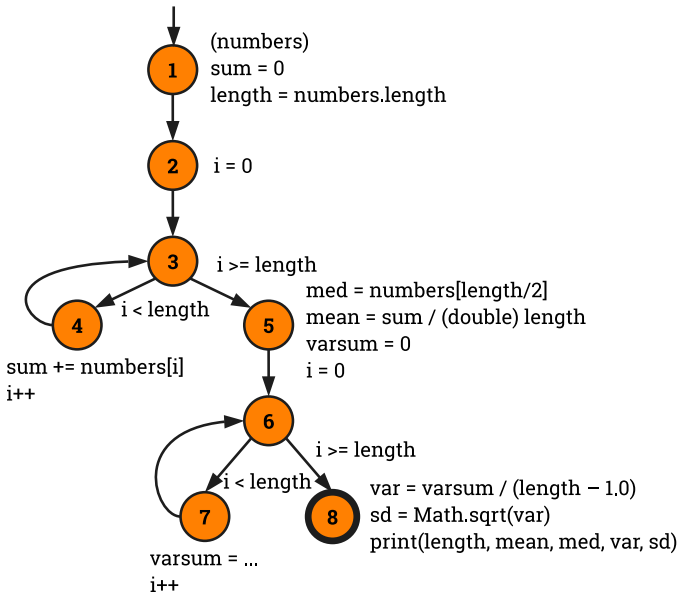 (numbers)
1
sum = 0
length = numbers.length
2
i = 0
3
i >= length
i < length
4
sum += numbers[i]
i++
5
med = numbers[length/2]
mean = sum / (double) length
varsum = 0
i = 0
6
i >= length
i < length
7
varsum = ...
i++
8
var = varsum / (length – 1.0)
sd = Math.sqrt(var)
print(length, mean, med, var, sd)